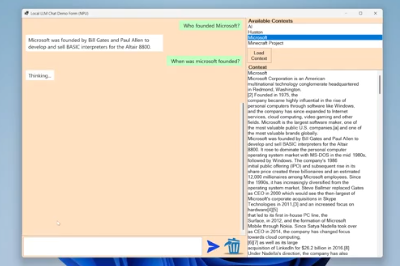 Local LLM Chat Demo Form (NPU)
Who founded Microsoft?
Microsoft was founded by Bill Gates and Paul Allen to
develop and sell BASIC interpreters for the Altair 8800.
When was microsoft founded?
Thinking...
Available Contexts
AI
Huston
Microsoft
Minecraft Project
Load
Context
Context
Microsoft
Microsoft Corporation is an American
multinational technology conglomerate headquartered
in Redmond, Washington.
[2] Founded in 1975, the
company became highly influential in the rise of
personal computers through software like Windows,
and the company has since expanded to Internet
services, cloud computing, video gaming and other
fields. Microsoft is the largest software maker, one of
the most valuable public U.S. companies,[a] and one of
the most valuable brands globally.
Microsoft was founded by Bill Gates and Paul Allen to
develop and sell BASIC interpreters for the Altair
8800. It rose to dominate the personal computer
operating system market with MS-DOS in the mid-1980s,
followed by Windows. The company's 1986
initial public offering (IPO) and subsequent rise in its
share price created three billionaires and an estimated
12,000 millionaires among Microsoft employees. Since
the 1990s, it has increasingly diversified from the
operating system market. Steve Ballmer replaced Gates
as CEO in 2000 which
corporate acquisitions in Skype
Technologies in 2011,[3] and an increased focus on
hardware[4][5]
that led to its first in-house PC line, the
Surface, in 2012, and the formation of Microsoft
Mobile through Nokia. Since Satya Nadella took over
as CEO in 2014, the company has changed focus
towards cloud computing,
[6][7] as well as its large
acquisition of LinkedIn for $26.2 billion in 2016.[8]
Under Nadella's direction, the company has also